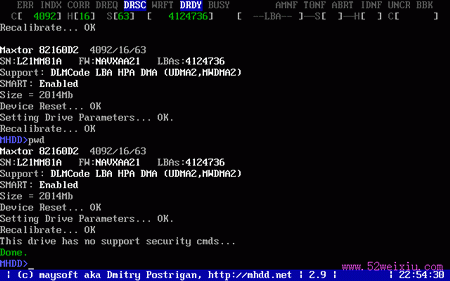 ERR INDX CORR DREQ DRSC WRFT DRDY BUSY AMNF T0NF ABRT IDNF UNCR BBK
C[ 4092] H[16] S[63] [ 4124736] [ --LBA-- ]--S[ ]--H[ ] C[ ]
Recalibrate... OK
Maxtor 82160D2 4092/16/63
SN:L21MM81A FW:NAVXAA21 LBAs:4124736
Support: DLMCode LBA HPA DMA (UDMA2,MWDMA2)
SMART: Enabled
Size = 2014Mb
Device Reset... OK
Setting Drive Parameters... OK.
Recalibrate... OK
MHDD>pwd
Maxtor 82160D2 4092/16/63
SN:L21MM81A FW:NAVXAA21 LBAs:4124736
Support: DLMCode LBA HPA DMA (UDMA2,MWDMA2)
SMART: Enabled
Size = 2014Mb
Device Reset... OK
Setting Drive Parameters... OK.
Recalibrate... OK
This drive has no support security cmds...
Done.
MHDD>_
www.52weixiu.com
| (c) maysoft aka Dmitry Postrigan, http://mhdd.net | 2.9 | | 22:54:30